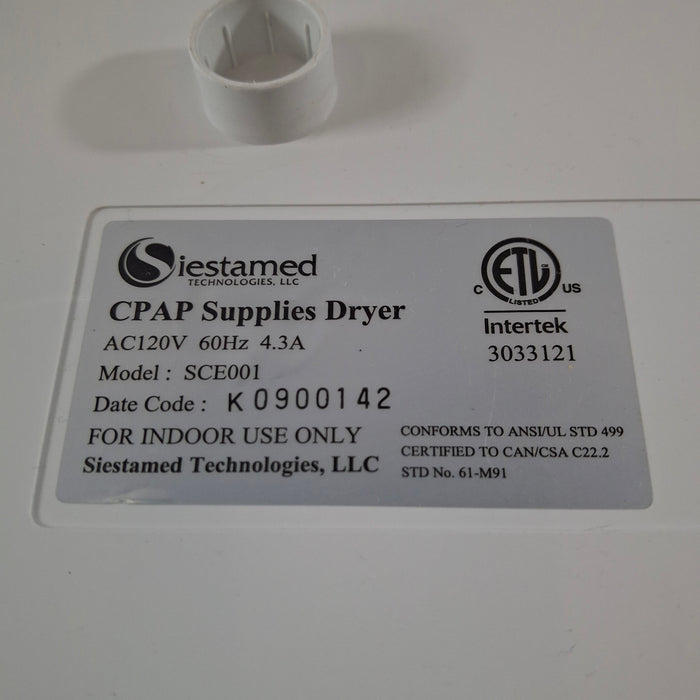 Siestamed
TECHNOLOGIES, LLC
CPAP Supplies Dryer
AC120V 60Hz 4.3A
Model : SCE001
Date Code : K 0900142
FOR INDOOR USE ONLY
Siestamed Technologies, LLC
ETL
C LISTED US
Intertek
3033121
CONFORMS TO ANSI/UL STD 499
CERTIFIED TO CAN/CSA C22.2
STD No. 61-M91